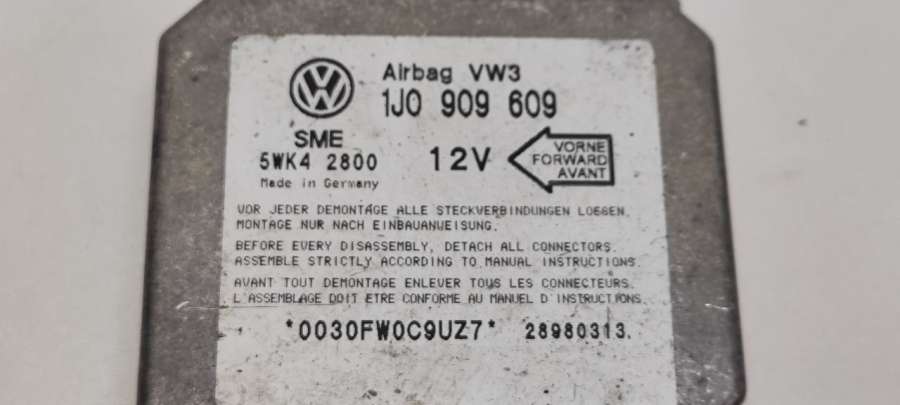 Airbag VW3
1J0 909 609
SME
5WK4 2800
12V
VORNE
FORWARD
AVANT
Made in Germany
VOR JEDER DEMONTAGE ALLE STECKVERBINDUNGEN LOESEN.
MONTAGE NUR NACH EINBAUANWEISUNG.
BEFORE EVERY DISASSEMBLY, DETACH ALL CONNECTORS.
ASSEMBLE STRICTLY ACCORDING TO MANUAL INSTRUCTIONS.
AVANT TOUT DEMONTAGE ENLEVER TOUS LES CONNECTEURS.
L'ASSEMBLAGE DOIT ETRE CONFORME AU MANUEL D'INSTRUCTIONS.
*0030FW0C9UZ7* 28980313.